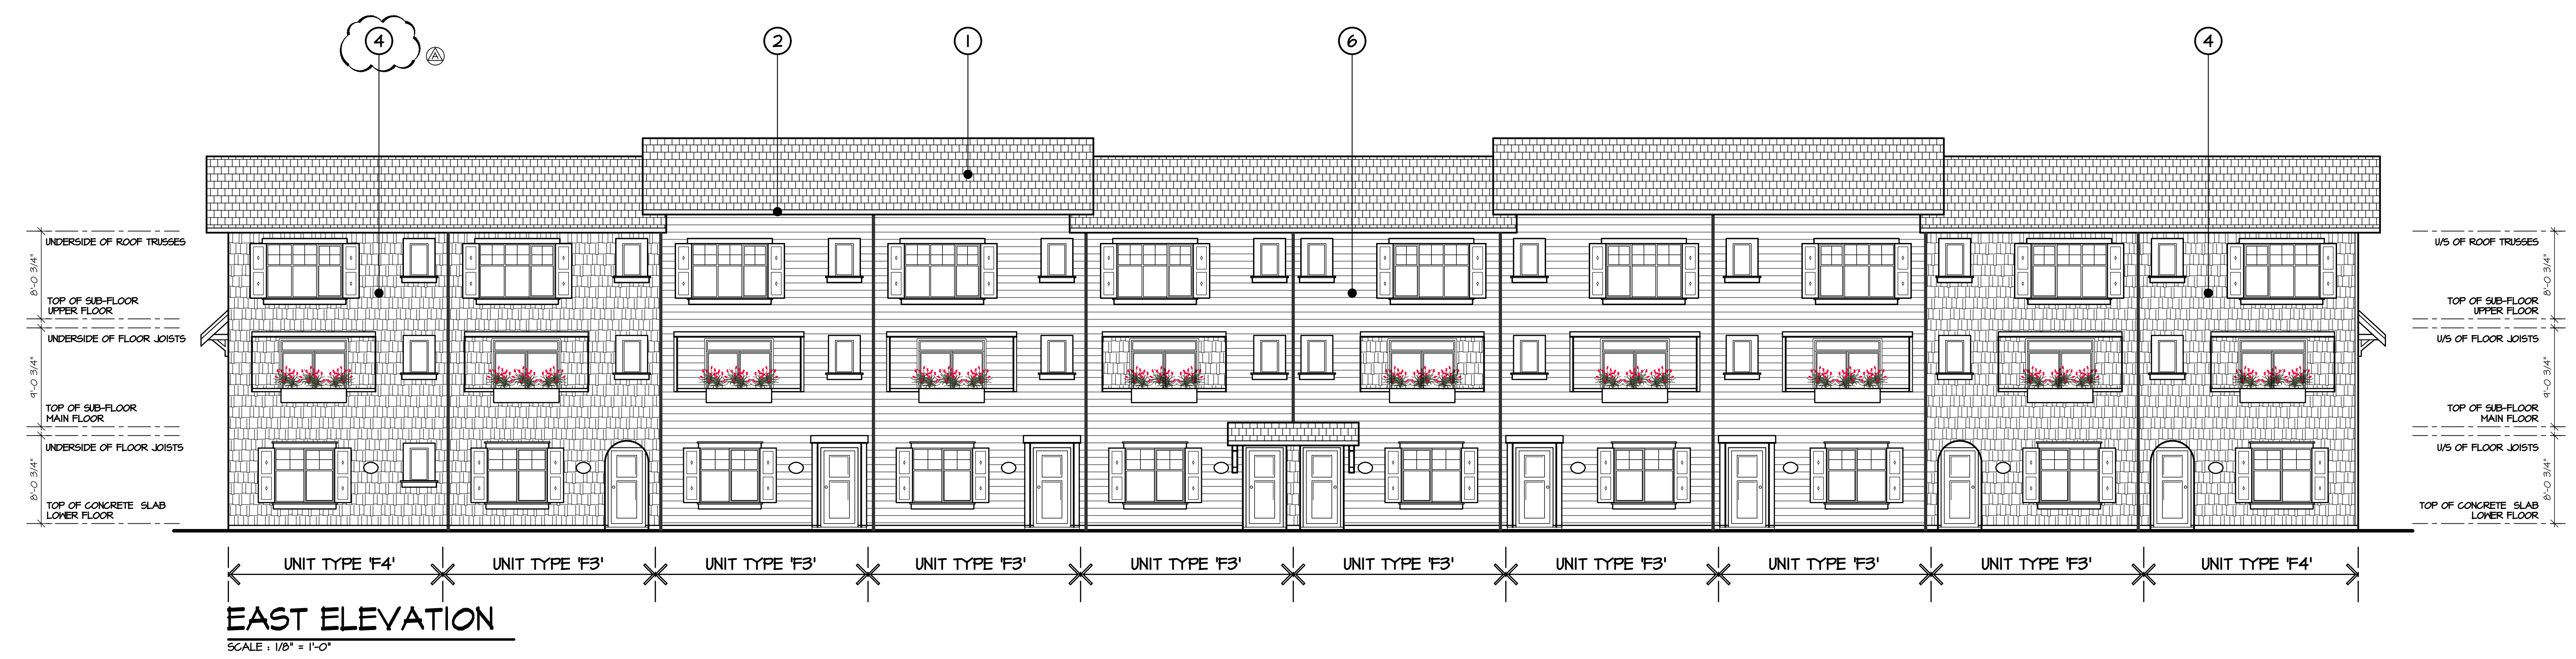 4
A
2
1
6
4
UNDERSIDE OF ROOF TRUSSES
8'-0 3/4"
TOP OF SUB-FLOOR
UPPER FLOOR
UNDERSIDE OF FLOOR JOISTS
9'-0 3/4"
TOP OF SUB-FLOOR
MAIN FLOOR
UNDERSIDE OF FLOOR JOISTS
8'-0 3/4"
TOP OF CONCRETE SLAB
LOWER FLOOR
U/S OF ROOF TRUSSES
8'-0 3/4"
TOP OF SUB-FLOOR
UPPER FLOOR
U/S OF FLOOR JOISTS
9'-0 3/4"
TOP OF SUB-FLOOR
MAIN FLOOR
U/S OF FLOOR JOISTS
8'-0 3/4"
TOP OF CONCRETE SLAB
LOWER FLOOR
UNIT TYPE 'F4'
UNIT TYPE 'F3'
UNIT TYPE 'F3'
UNIT TYPE 'F3'
UNIT TYPE 'F3'
UNIT TYPE 'F3'
UNIT TYPE 'F3'
UNIT TYPE 'F3'
UNIT TYPE 'F3'
UNIT TYPE 'F4'
EAST ELEVATION
SCALE : 1/8" = 1'-0"